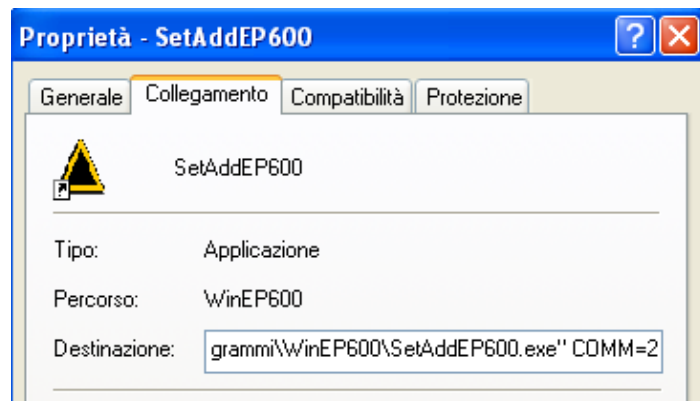 Proprietà - SetAddEP600
Generale Collegamento Compatibilità Protezione
SetAddEP600
Tipo: Applicazione
Percorso: WinEP600
Destinazione: grammi\WinEP600\SetAddEP600.exe" COMM=2